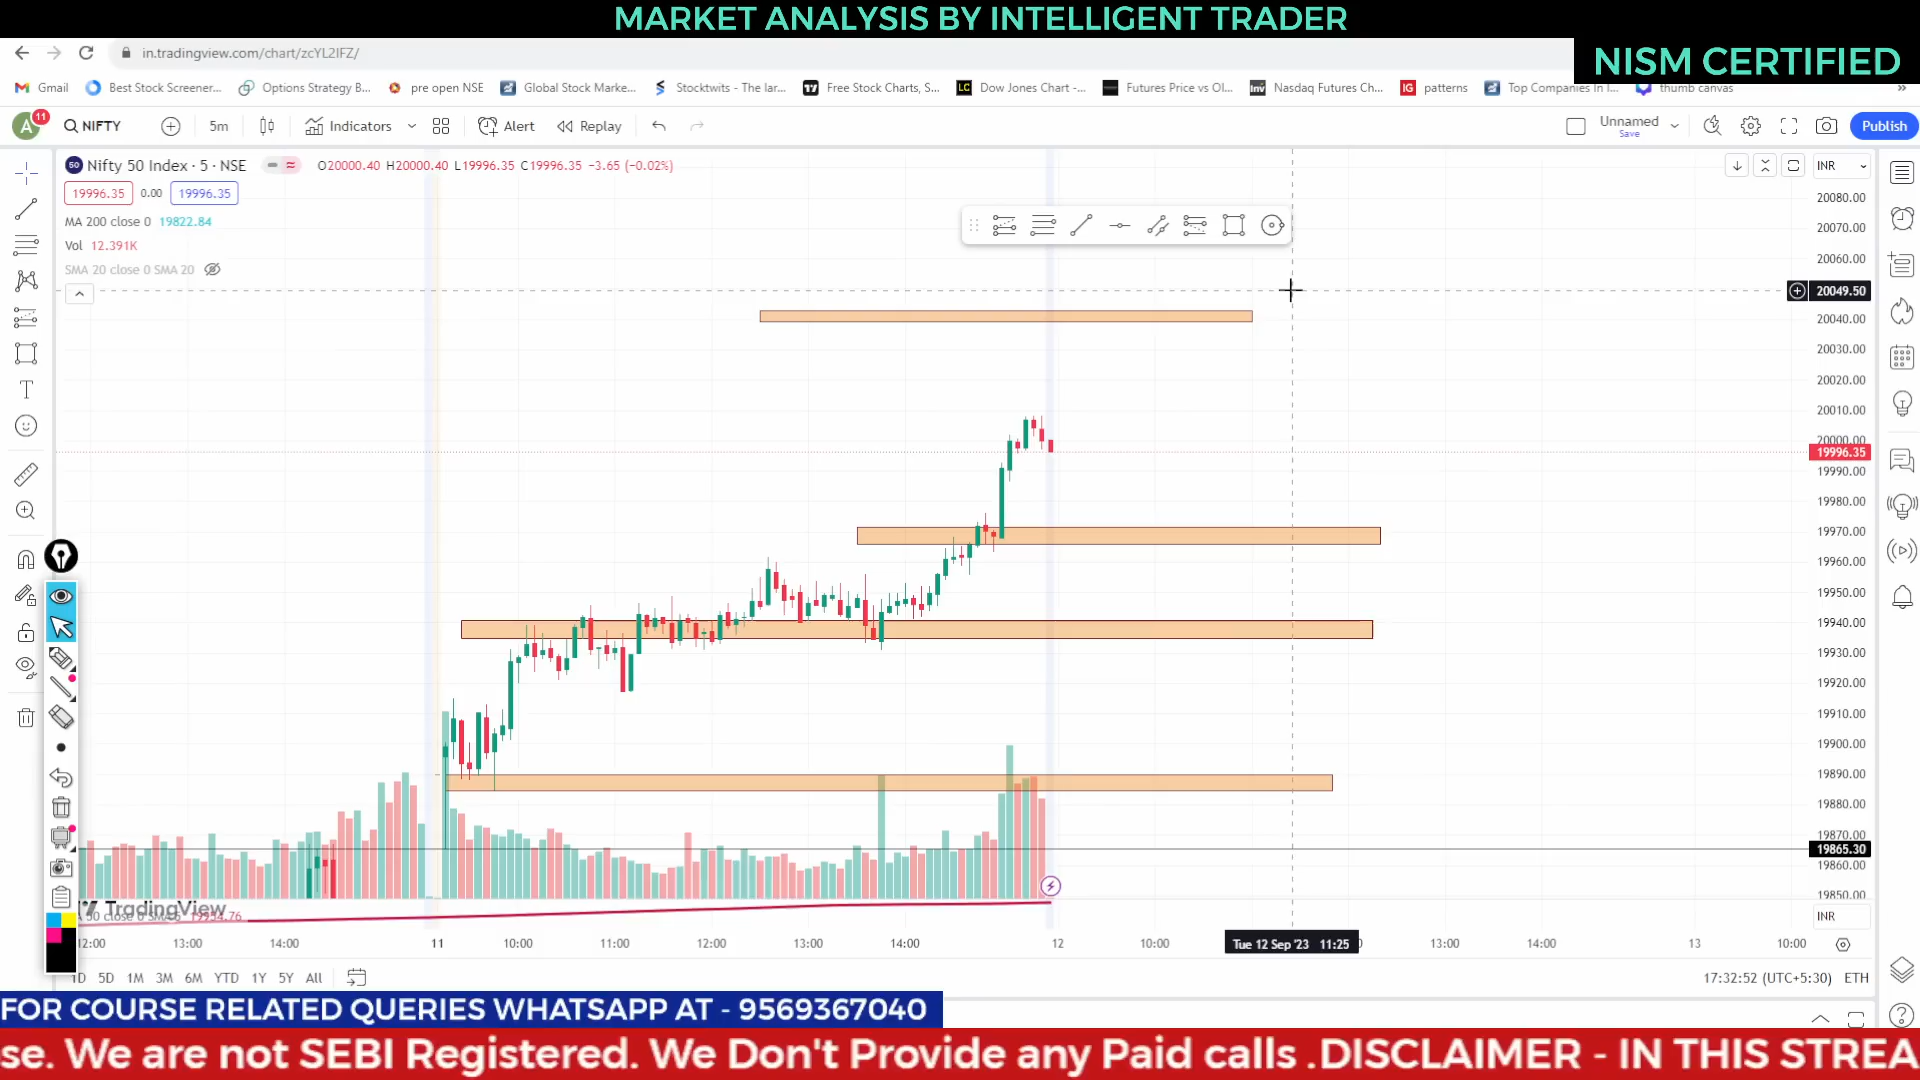 MARKET ANALYSIS BY INTELLIGENT TRADER
NISM CERTIFIED
in.tradingview.com/chart/zcYL2IFZ/
Gmail Best Stock Screener... Options Strategy B... pre open NSE Global Stock Marke... Stocktwits - The lar... Free Stock Charts, S... Dow Jones Chart -... Futures Price vs Ol... Nasdaq Futures Ch... patterns Top Companies In I... thumb canvas »
A 11 NIFTY 5m Indicators Alert Replay Unnamed Save Publish
50 Nifty 50 Index · 5 · NSE O20000.40 H20000.40 L19996.35 C19996.35 −3.65 (−0.02%) INR
19996.35 0.00 19996.35
MA 200 close 0 19822.84
Vol 12.391K
SMA 20 close 0 SMA 20
20080.00
20070.00
20060.00
20049.50
20040.00
20030.00
20020.00
20010.00
20000.00
19996.35
19990.00
19980.00
19970.00
19960.00
19950.00
19940.00
19930.00
19920.00
19910.00
19900.00
19890.00
19880.00
19870.00
19865.30
19860.00
19850.00
TradingView
50 close 0
INR
12:00 13:00 14:00 11 10:00 11:00 12:00 13:00 14:00 12 10:00 Tue 12 Sep '23 11:25 13:00 14:00 13 10:00
1D 5D 1M 3M 6M YTD 1Y 5Y All 17:32:52 (UTC+5:30) ETH
FOR COURSE RELATED QUERIES WHATSAPP AT - 9569367040
se. We are not SEBI Registered. We Don't Provide any Paid calls .DISCLAIMER - IN THIS STREA